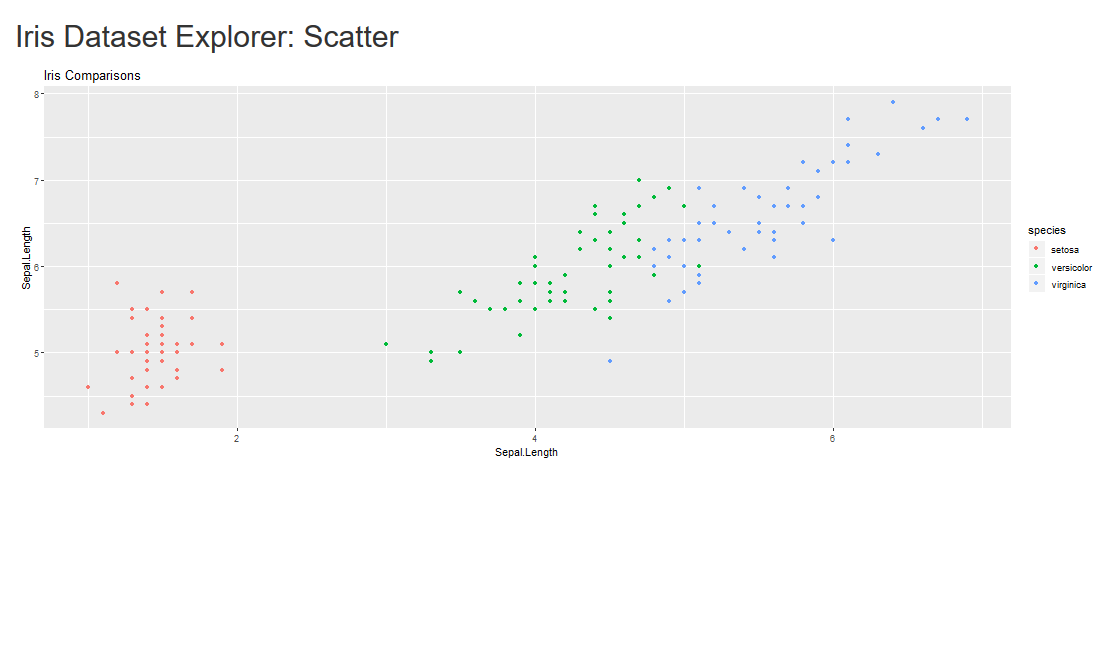 Iris Dataset Explorer: Scatter
Iris Comparisons
8
7
6
5
Sepal.Length
2
4
6
Sepal.Length
species
setosa
versicolor
virginica